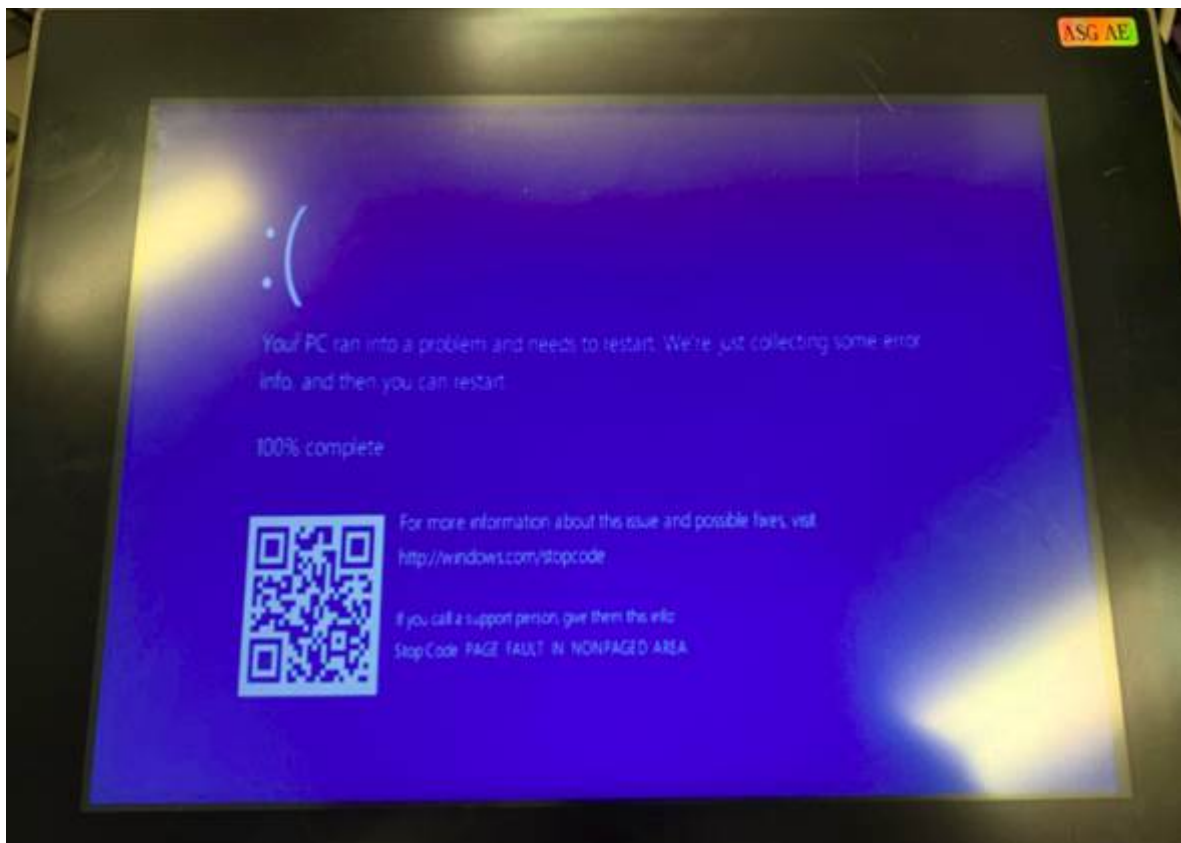 ASG AE
:(
Your PC ran into a problem and needs to restart. We're just collecting some error
info, and then you can restart.
100% complete
For more information about this issue and possible fixes, visit
http://windows.com/stopcode
If you call a support person, give them this info:
Stop Code: PAGE FAULT IN NONPAGED AREA